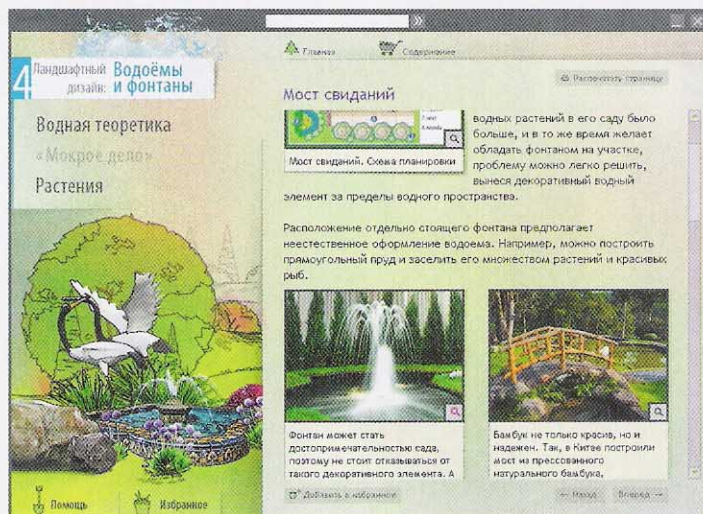 »
Главная
Содержание
4
Ландшафтный дизайн:
Водоёмы и фонтаны
Распечатать страницу
Мост свиданий
Водная теоретика
«Мокрое дело»
Растения
Мост свиданий. Схема планировки
водных растений в его саду было
больше, и в то же время желает
обладать фонтаном на участке,
проблему можно легко решить,
вынеся декоративный водный
элемент за пределы водного пространства.
Расположение отдельно стоящего фонтана предполагает
неестественное оформление водоема. Например, можно построить
прямоугольный пруд и заселить его множеством растений и красивых
рыб.
Фонтан может стать
достопримечательностью сада,
поэтому не стоит отказываться от
такого декоративного элемента. А
Бамбук не только красив, но и
надежен. Так, в Китае построили
мост из прессованного
натурального бамбука,
Помощь
Избранное
Добавить в избранное
← Назад
Вперед →